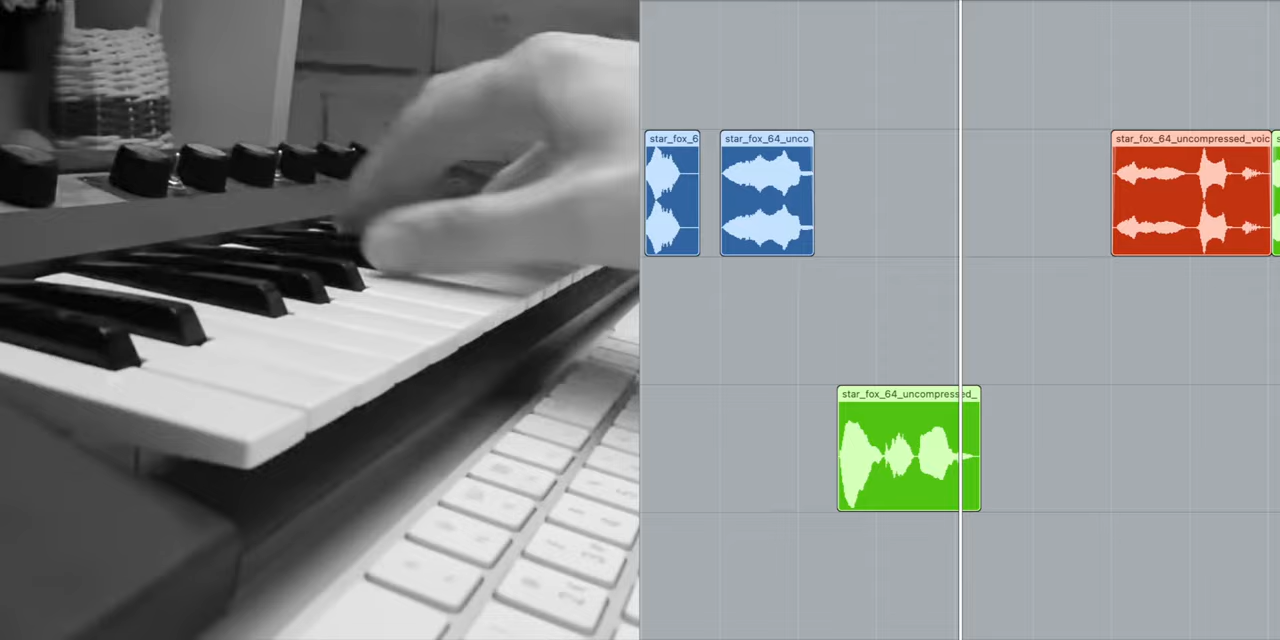 star_fox_6
star_fox_64_unco
star_fox_64_uncompressed_voic
s
star_fox_64_uncompressed_